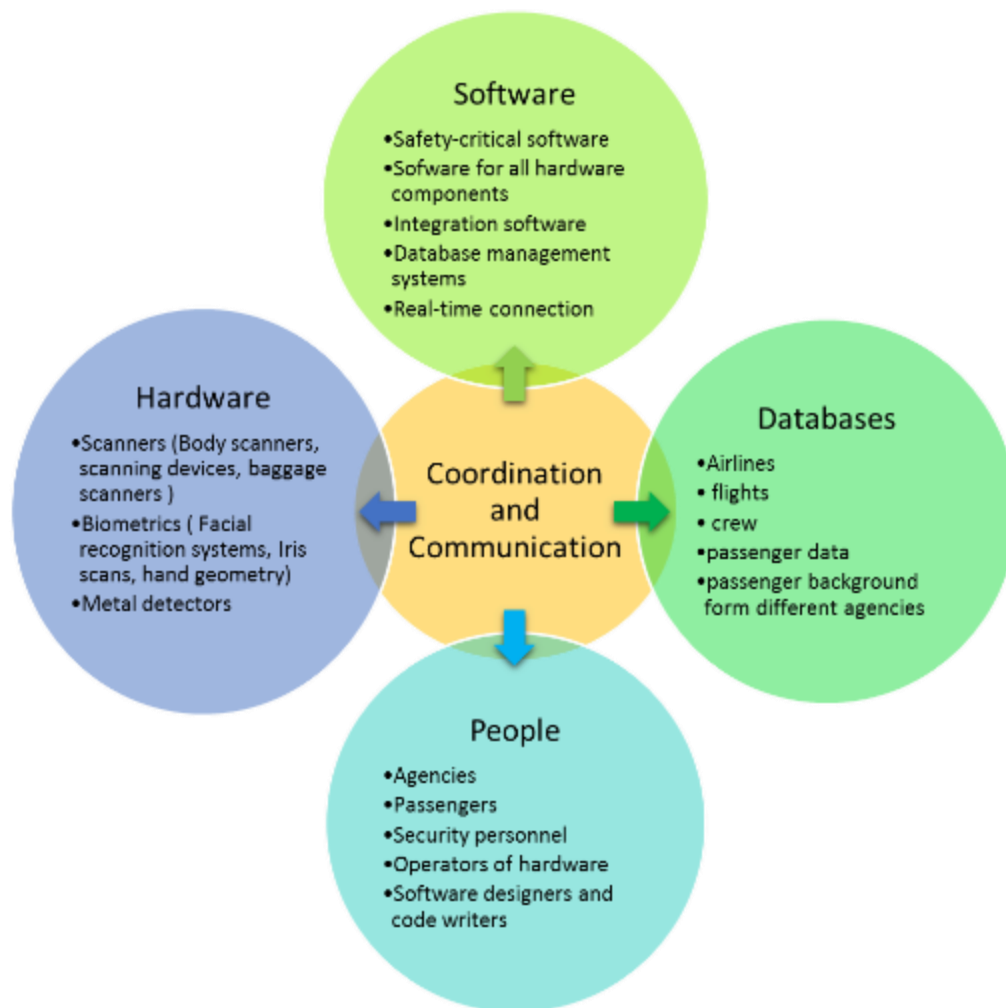 Software
•Safety-critical software
•Sofware for all hardware
components
•Integration software
•Database management
systems
•Real-time connection
Hardware
•Scanners (Body scanners,
scanning devices, baggage
scanners )
•Biometrics ( Facial
recognition systems, Iris
scans, hand geometry)
•Metal detectors
Coordination
and
Communication
Databases
•Airlines
• flights
• crew
•passenger data
•passenger background
form different agencies
People
•Agencies
•Passengers
•Security personnel
•Operators of hardware
•Software designers and
code writers